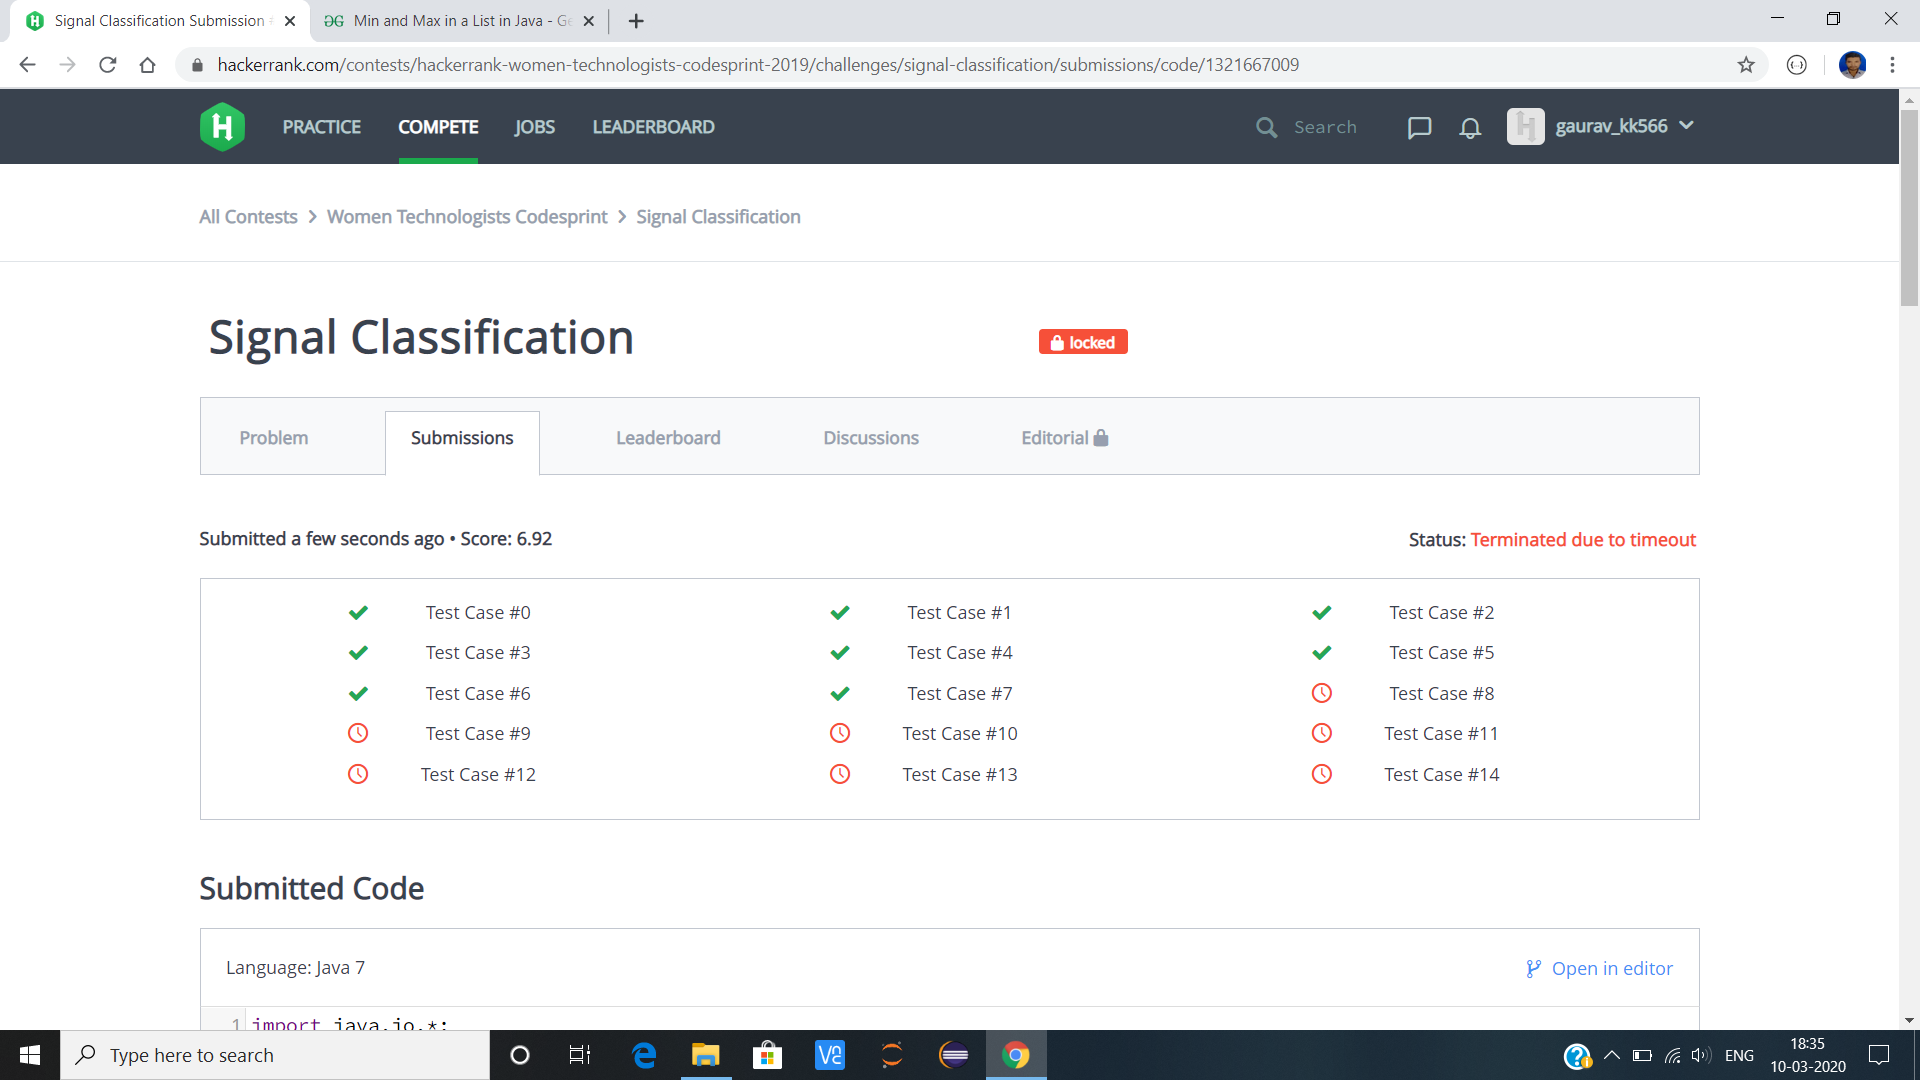 Signal Classification Submission
Min and Max in a List in Java - Ge
hackerrank.com/contests/hackerrank-women-technologists-codesprint-2019/challenges/signal-classification/submissions/code/1321667009
PRACTICE COMPETE JOBS LEADERBOARD Search gaurav_kk566
All Contests > Women Technologists Codesprint > Signal Classification
Signal Classification locked
Problem Submissions Leaderboard Discussions Editorial
Submitted a few seconds ago • Score: 6.92 Status: Terminated due to timeout
Test Case #0 Test Case #1 Test Case #2
Test Case #3 Test Case #4 Test Case #5
Test Case #6 Test Case #7 Test Case #8
Test Case #9 Test Case #10 Test Case #11
Test Case #12 Test Case #13 Test Case #14
Submitted Code
Language: Java 7 Open in editor
1 import java.io.*;
Type here to search ENG 18:35
10-03-2020